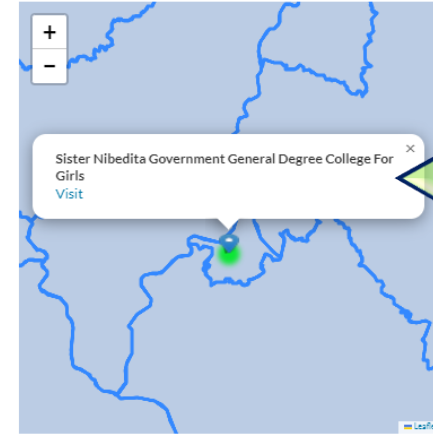 +
−
×
Sister Nibedita Government General Degree College For
Girls
Visit